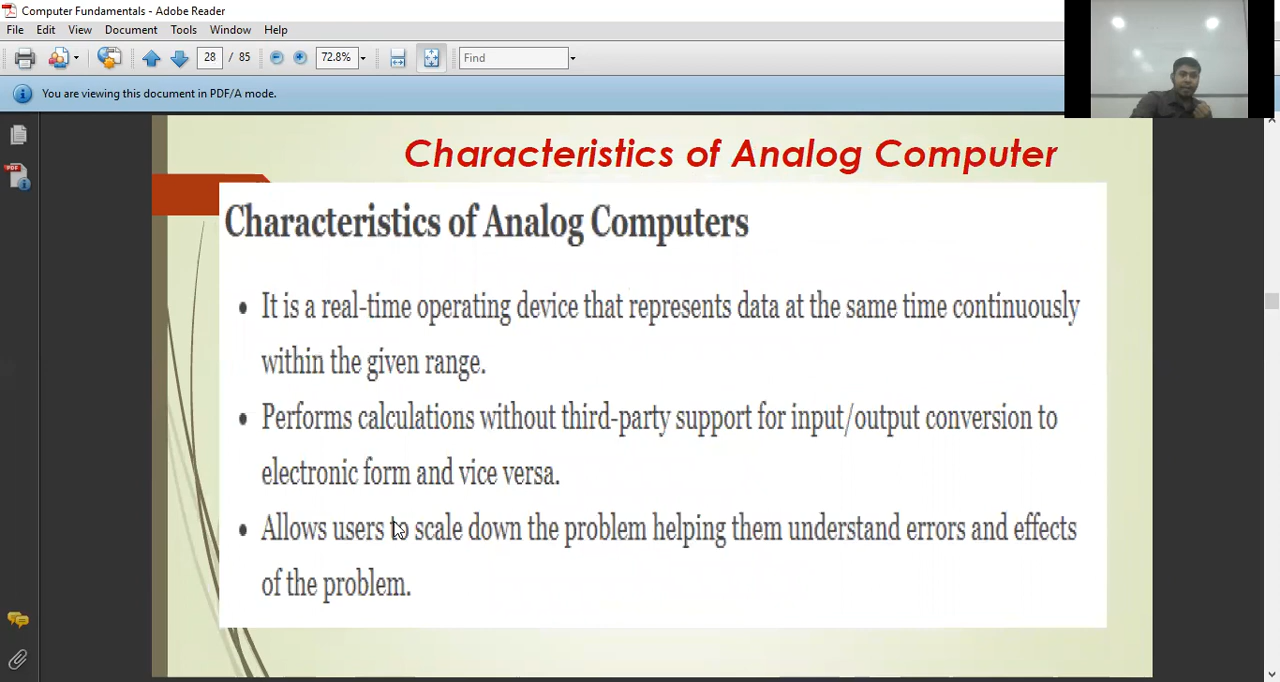 Computer Fundamentals - Adobe Reader
File Edit View Document Tools Window Help
28 / 85 72.8% Find
You are viewing this document in PDF/A mode.
Characteristics of Analog Computer
Characteristics of Analog Computers
• It is a real-time operating device that represents data at the same time continuously
within the given range.
• Performs calculations without third-party support for input/output conversion to
electronic form and vice versa.
• Allows users to scale down the problem helping them understand errors and effects
of the problem.